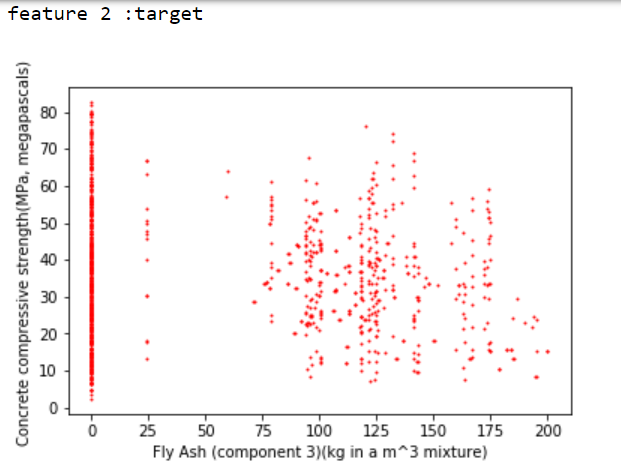 feature 2 :target
Concrete compressive strength(MPa, megapascals)
80
70
60
50
40
30
20
10
0
0 25 50 75 100 125 150 175 200
Fly Ash (component 3)(kg in a m^3 mixture)